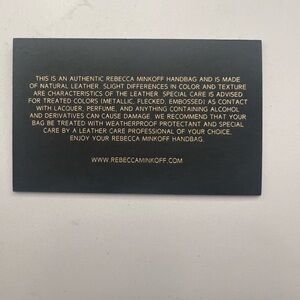 THIS IS AN AUTHENTIC REBECCA MINKOFF HANDBAG AND IS MADE
OF NATURAL LEATHER. SLIGHT DIFFERENCES IN COLOR AND TEXTURE
ARE CHARACTERISTICS OF THE LEATHER. SPECIAL CARE IS ADVISED
FOR TREATED COLORS (METALLIC, FLECKED, EMBOSSED) AS CONTACT
WITH LACQUER, PERFUME, AND ANYTHING CONTAINING ALCOHOL
AND DERIVATIVES CAN CAUSE DAMAGE. WE RECOMMEND THAT YOUR
BAG BE TREATED WITH WEATHERPROOF PROTECTANT AND SPECIAL
CARE BY A LEATHER CARE PROFESSIONAL OF YOUR CHOICE.
ENJOY YOUR REBECCA MINKOFF HANDBAG.
WWW.REBECCAMINKOFF.COM